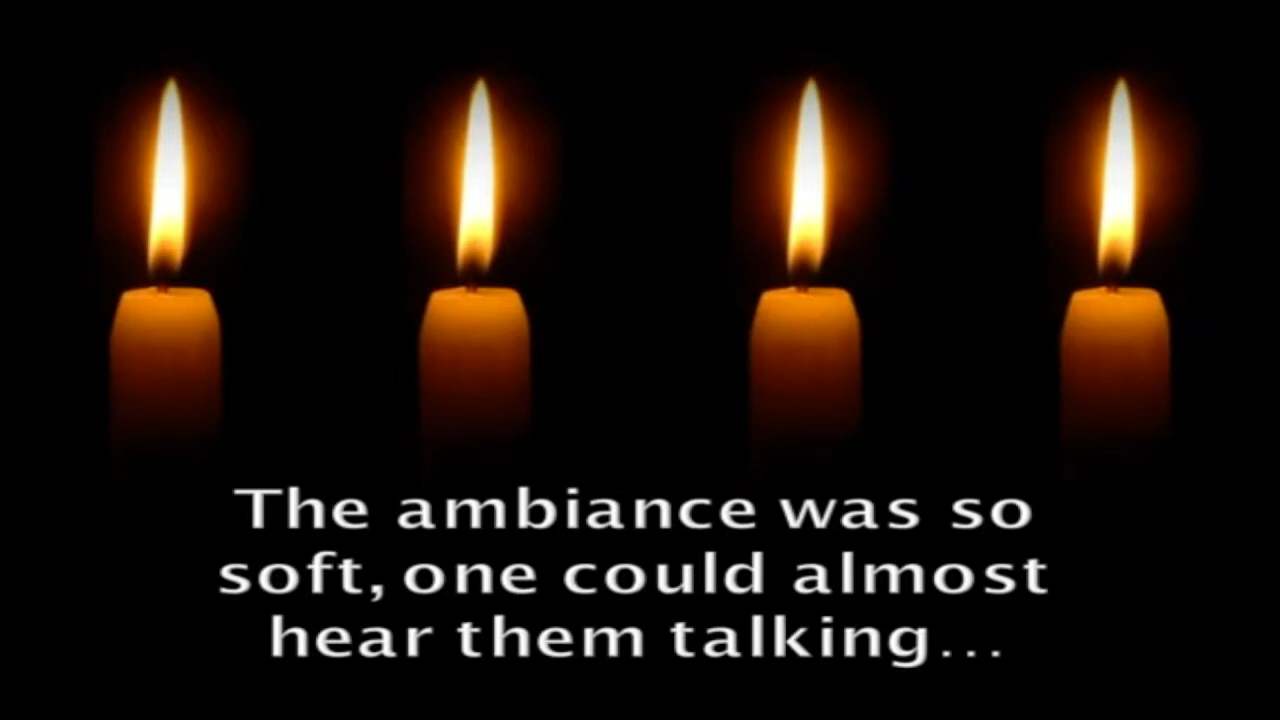 The ambiance was so
soft, one could almost
hear them talking...